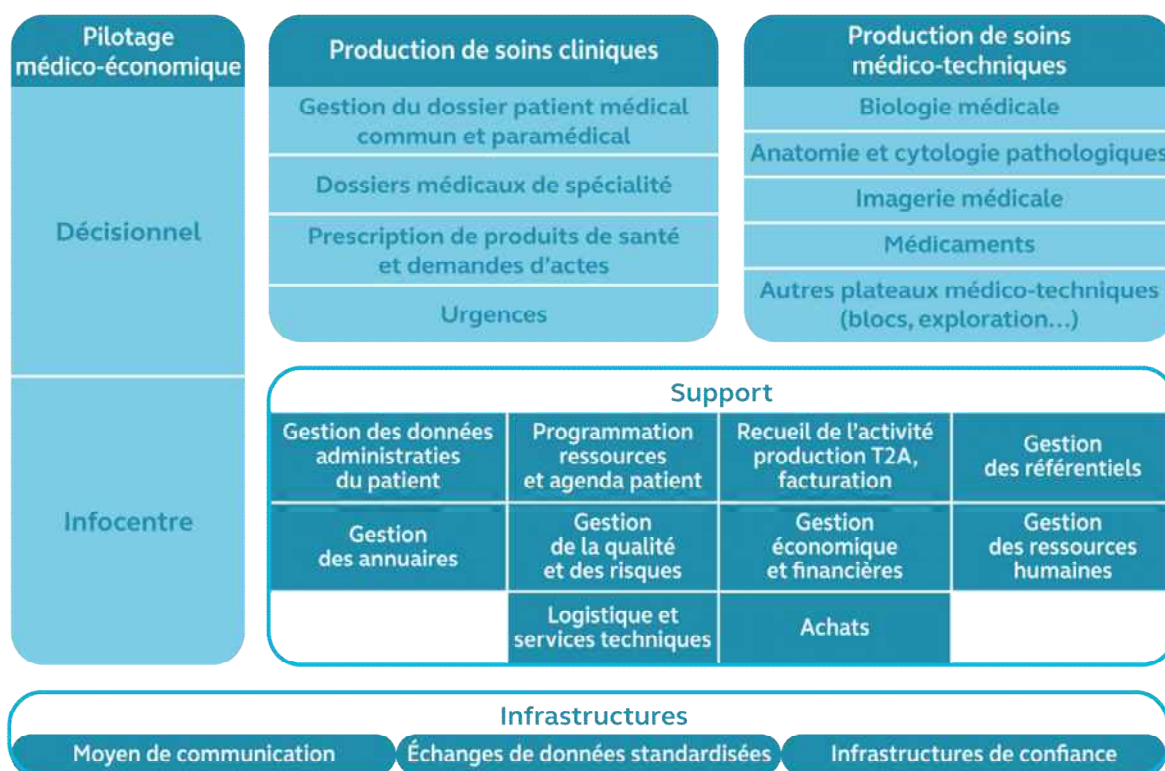 Pilotage
médico-économique
Décisionnel
Infocentre
Production de soins cliniques
Gestion du dossier patient médical
commun et paramédical
Dossiers médicaux de spécialité
Prescription de produits de santé
et demandes d'actes
Urgences
Production de soins
médico-techniques
Biologie médicale
Anatomie et cytologie pathologiques
Imagerie médicale
Médicaments
Autres plateaux médico-techniques
(blocs, exploration...)
Support
Gestion des données
administraties
du patient
Programmation
ressources
et agenda patient
Recueil de l'activité
production T2A,
facturation
Gestion
des référentiels
Gestion
des annuaires
Gestion
de la qualité
et des risques
Gestion
économique
et financières
Gestion
des ressources
humaines
Logistique et
services techniques
Achats
Infrastructures
Moyen de communication
Échanges de données standardisées
Infrastructures de confiance